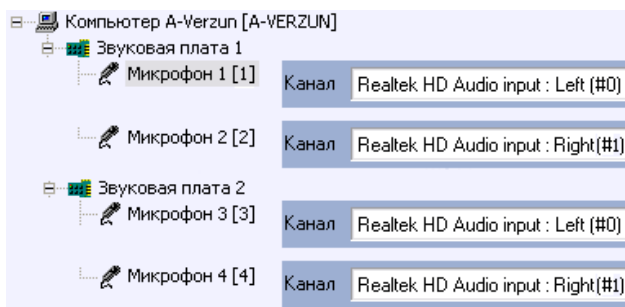 Компьютер A-Verzun [A-VERZUN]
Звуковая плата 1
Микрофон 1 [1] Канал Realtek HD Audio input : Left (#0)
Микрофон 2 [2] Канал Realtek HD Audio input : Right(#1)
Звуковая плата 2
Микрофон 3 [3] Канал Realtek HD Audio input : Left (#0)
Микрофон 4 [4] Канал Realtek HD Audio input : Right(#1)